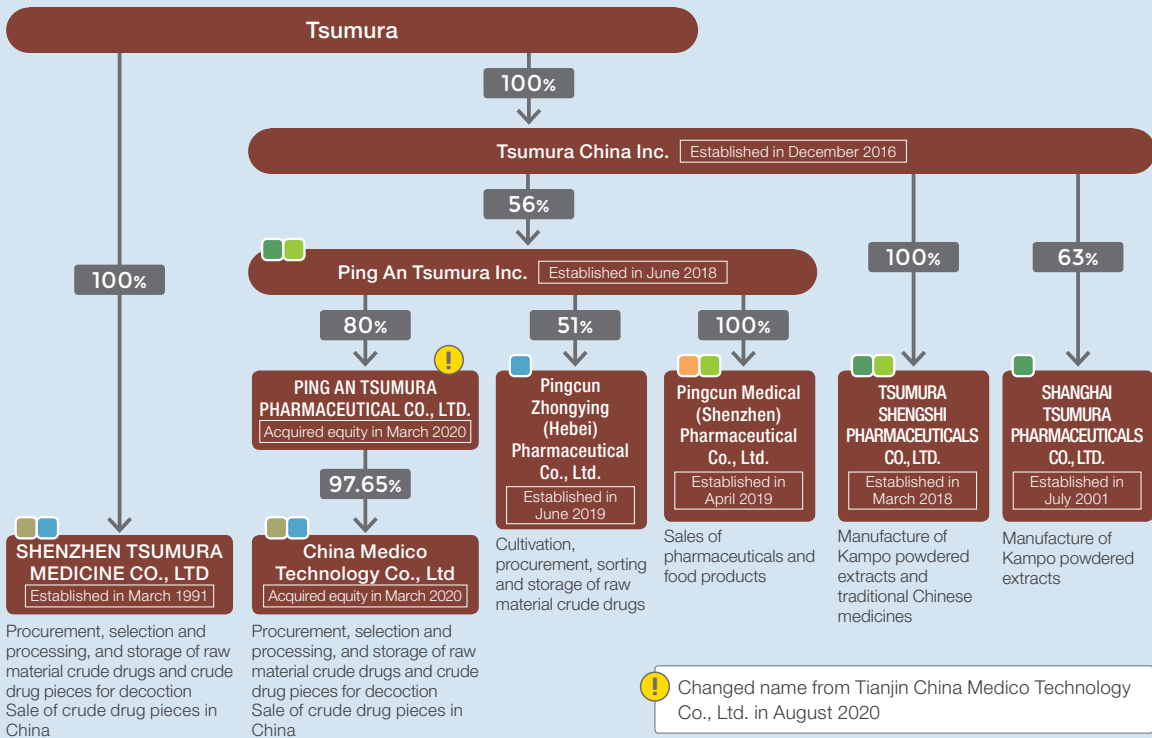 Tsumura
100%
Tsumura China Inc.
Established in December 2016
56%
100%
63%
100%
Ping An Tsumura Inc.
Established in June 2018
80%
51%
100%
!
PING AN TSUMURA
PHARMACEUTICAL CO., LTD.
Acquired equity in March 2020
97.65%
SHENZHEN TSUMURA
MEDICINE CO., LTD
Established in March 1991
Procurement, selection and
processing, and storage of raw
material crude drugs and crude
drug pieces for decoction
Sale of crude drug pieces in
China
China Medico
Technology Co., Ltd
Acquired equity in March 2020
Procurement, selection and
processing, and storage of raw
material crude drugs and crude
drug pieces for decoction
Sale of crude drug pieces in
China
Pingcun
Zhongying
(Hebei)
Pharmaceutical
Co., Ltd.
Established in
June 2019
Cultivation,
procurement, sorting
and storage of raw
material crude drugs
Pingcun Medical
(Shenzhen)
Pharmaceutical
Co., Ltd.
Established in
April 2019
Sales of
pharmaceuticals and
food products
TSUMURA
SHENGSHI
PHARMACEUTICALS
CO., LTD.
Established in
March 2018
Manufacture of
Kampo powdered
extracts and
traditional Chinese
medicines
SHANGHAI
TSUMURA
PHARMACEUTICALS
CO., LTD.
Established in
July 2001
Manufacture of
Kampo powdered
extracts
! Changed name from Tianjin China Medico Technology
Co., Ltd. in August 2020